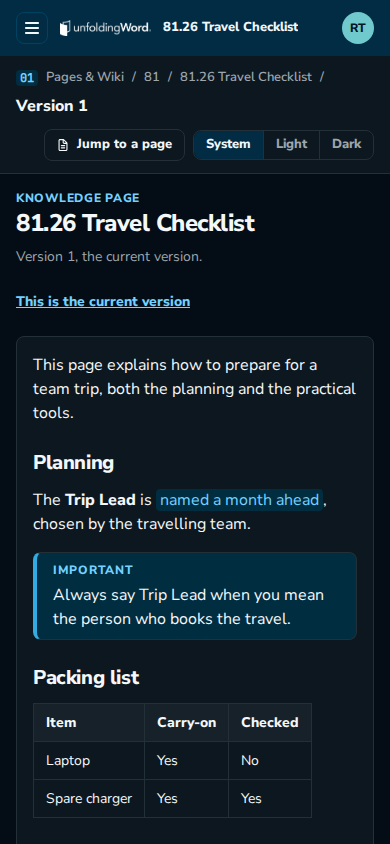 unfoldingWord. 81.26 Travel Checklist RT
01 Pages & Wiki / 81 / 81.26 Travel Checklist /
Version 1
Jump to a page System Light Dark
KNOWLEDGE PAGE
81.26 Travel Checklist
Version 1, the current version.
This is the current version
This page explains how to prepare for a
team trip, both the planning and the practical
tools.
Planning
The Trip Lead is named a month ahead,
chosen by the travelling team.
IMPORTANT
Always say Trip Lead when you mean
the person who books the travel.
Packing list
Item Carry-on Checked
Laptop Yes No
Spare charger Yes Yes